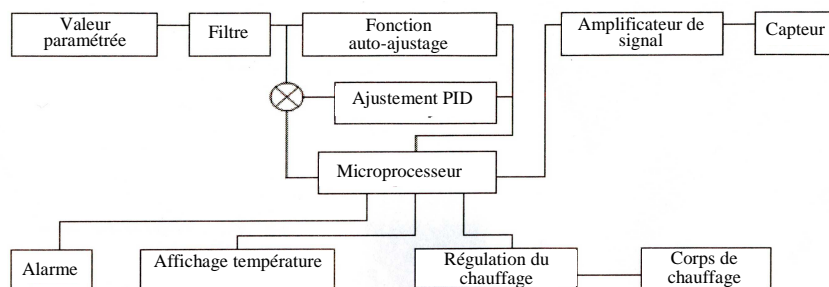 Valeur
paramétrée
Filtre
Fonction
auto-ajustage
Amplificateur de
signal
Capteur
Ajustement PID
Microprocesseur
Alarme
Affichage température
Régulation du
chauffage
Corps de
chauffage